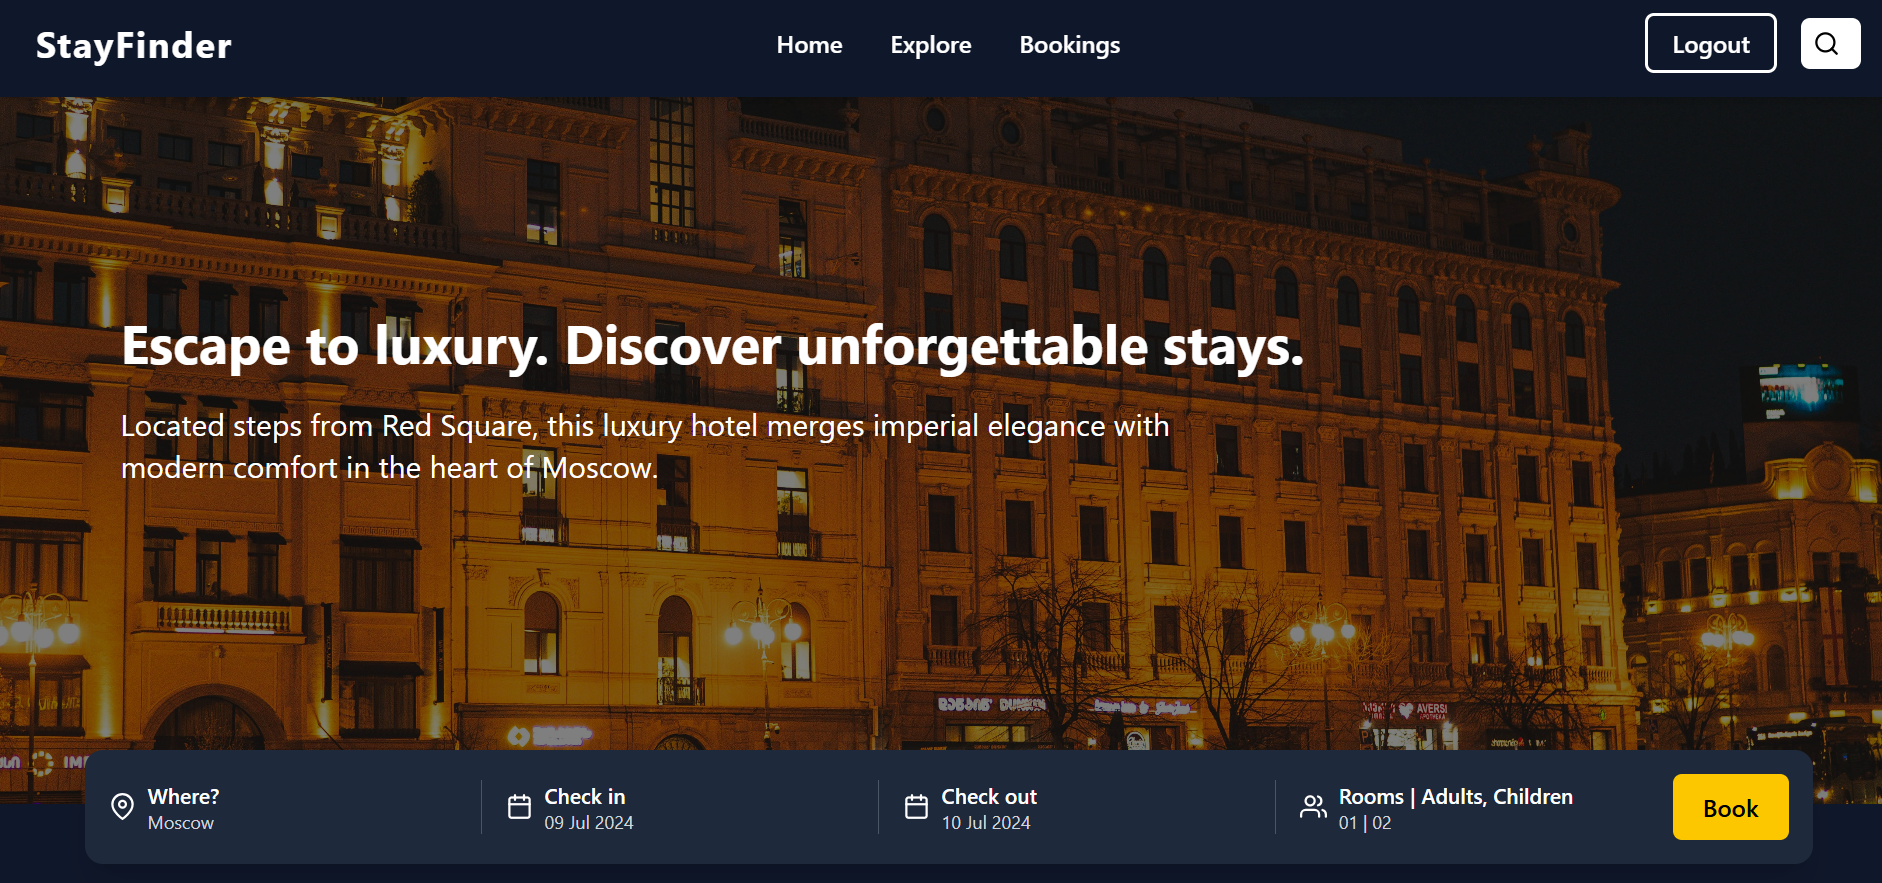 StayFinder
Home Explore Bookings
Logout
Escape to luxury. Discover unforgettable stays.
Located steps from Red Square, this luxury hotel merges imperial elegance with
modern comfort in the heart of Moscow.
AVERSI
Where?
Moscow
Check in
09 Jul 2024
Check out
10 Jul 2024
Rooms | Adults, Children
01 | 02
Book